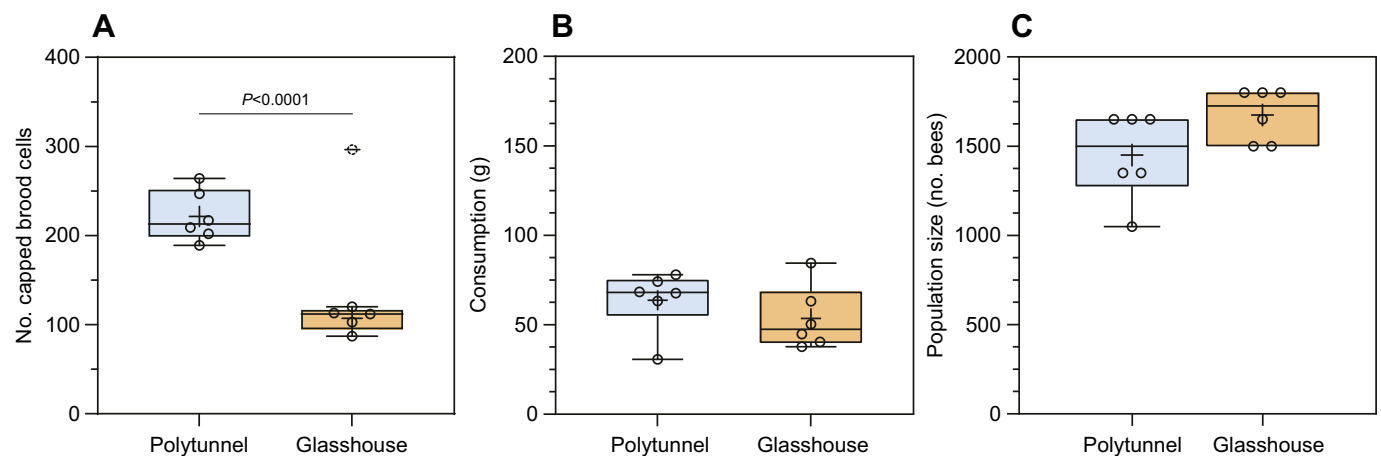 A
No. capped brood cells
400
300
200
100
0
P<0.0001
Polytunnel
Glasshouse
B
Consumption (g)
200
150
100
50
0
Polytunnel
Glasshouse
C
Population size (no. bees)
2000
1500
1000
500
0
Polytunnel
Glasshouse